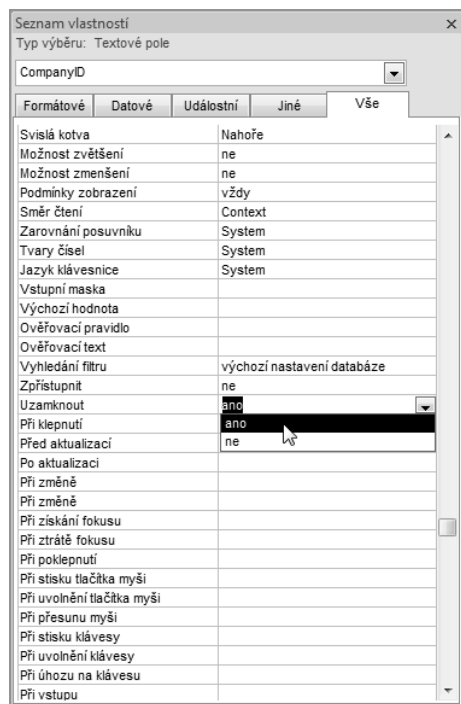 Seznam vlastností
Typ výběru: Textové pole
CompanyID
Formátové Datové Událostní Jiné Vše
Svislá kotva Nahoře
Možnost zvětšení ne
Možnost zmenšení ne
Podmínky zobrazení vždy
Směr čtení Context
Zarovnání posuvníku System
Tvary čísel System
Jazyk klávesnice System
Vstupní maska
Výchozí hodnota
Ověřovací pravidlo
Ověřovací text
Vyhledání filtru výchozí nastavení databáze
Zpřístupnit ne
Uzamknout ano
Při klepnutí ano
Před aktualizací ne
Po aktualizaci
Při změně
Při změně
Při získání fokusu
Při ztrátě fokusu
Při poklepnutí
Při stisku tlačítka myši
Při uvolnění tlačítka myši
Při přesunu myši
Při stisku klávesy
Při uvolnění klávesy
Při úhozu na klávesu
Při vstupu